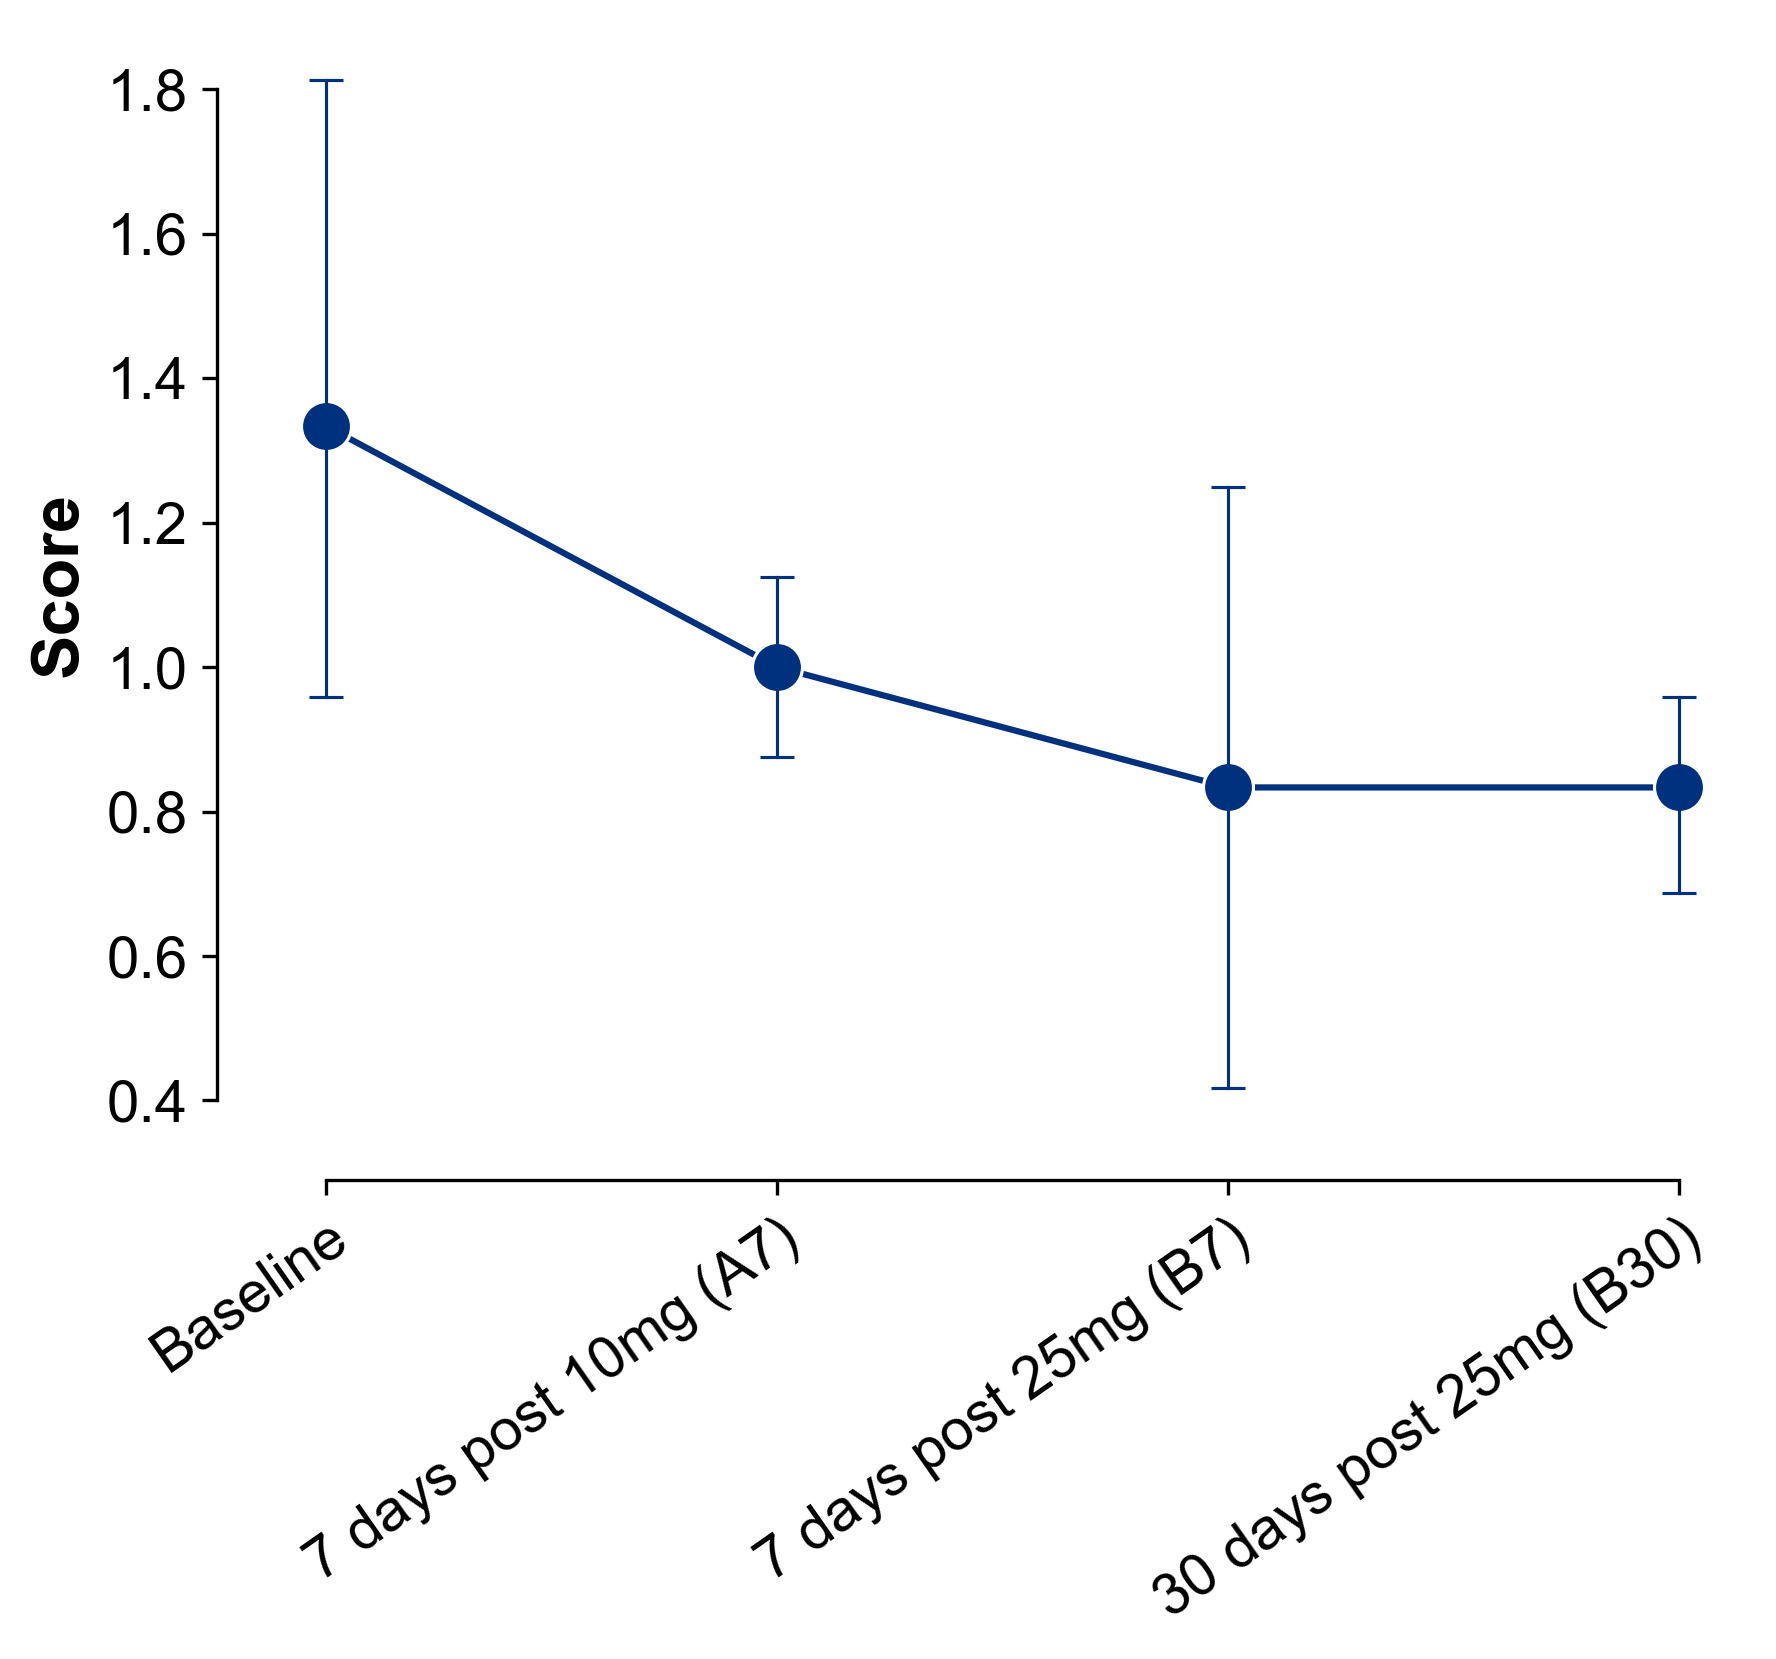 Score
1.8
1.6
1.4
1.2
1.0
0.8
0.6
0.4
Baseline
7 days post 10mg (A7)
7 days post 25mg (B7)
30 days post 25mg (B30)